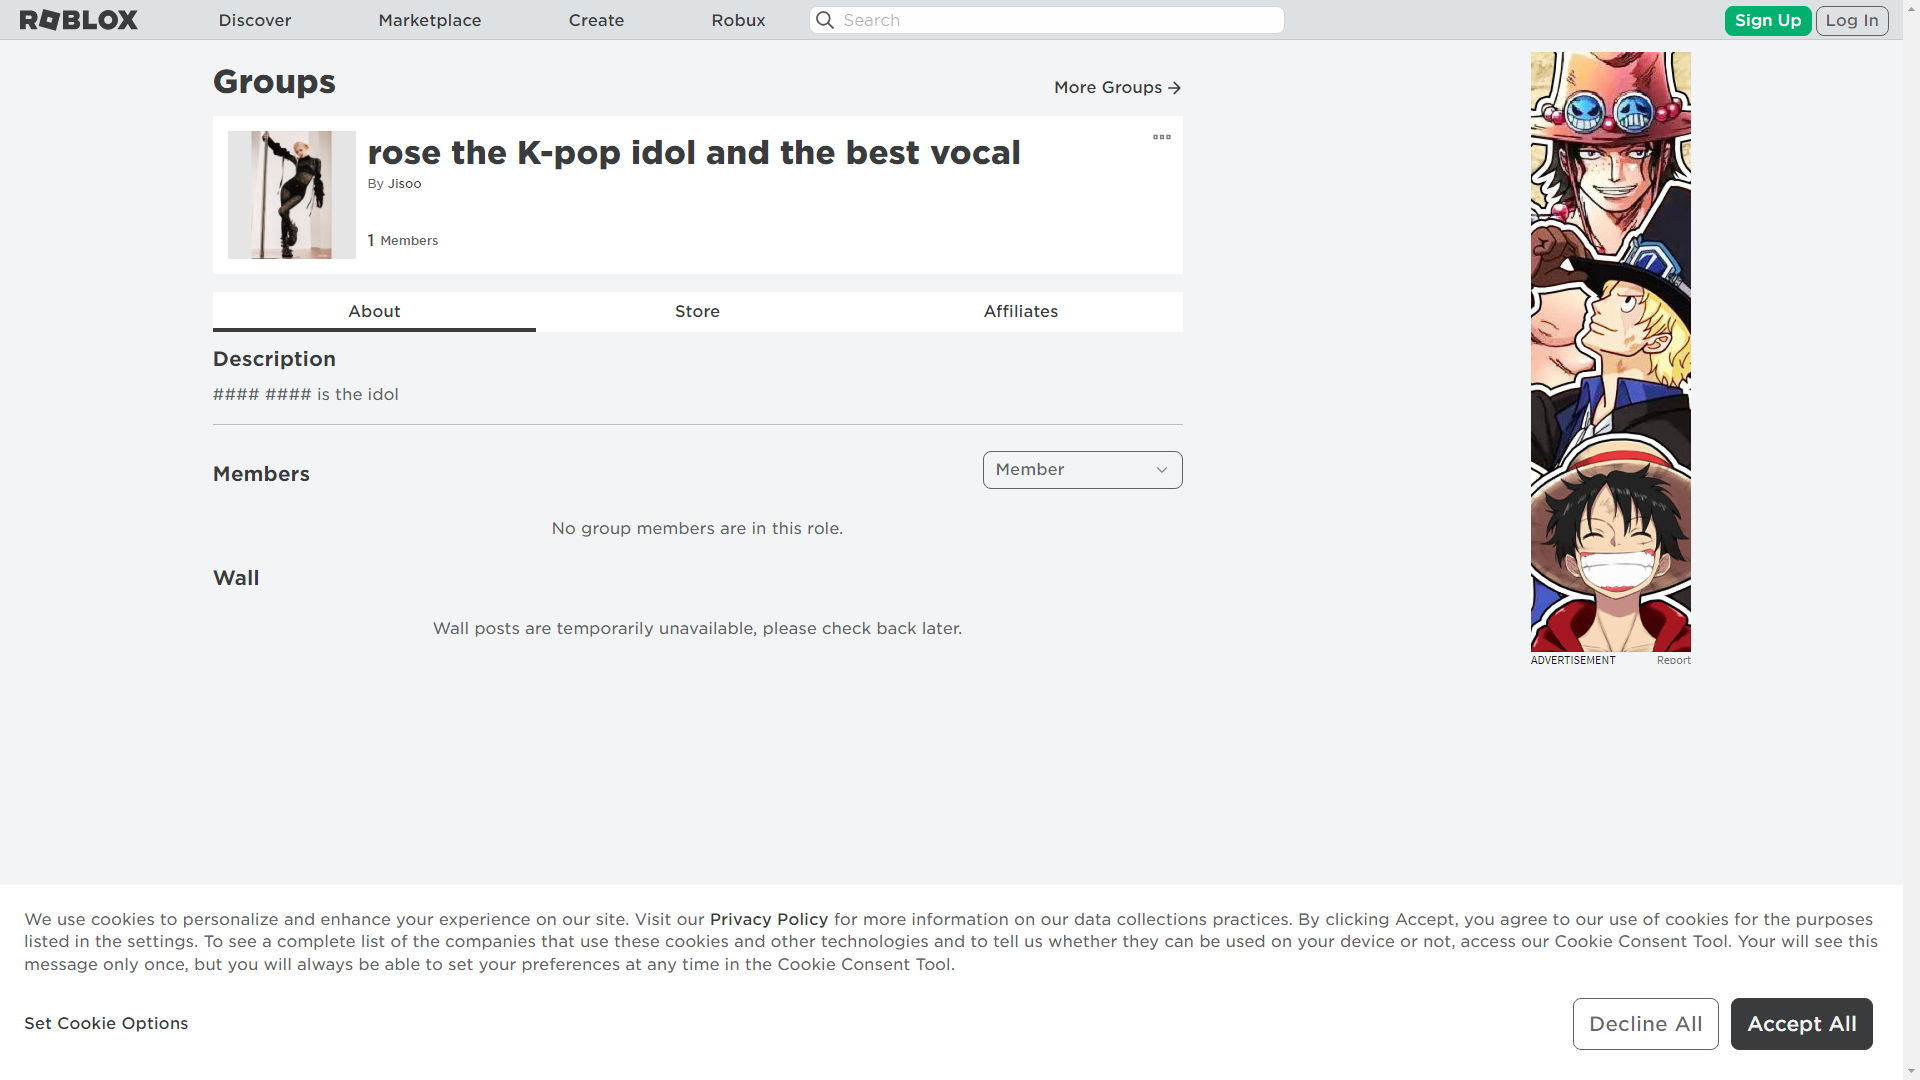 ROBLOX
Discover
Marketplace
Create
Robux
Search
Sign Up
Log In
Groups
More Groups
rose the K-pop idol and the best vocal
By Jisoo
1 Members
About
Store
Affiliates
Description
#### #### is the idol
Members
Member
No group members are in this role.
Wall
Wall posts are temporarily unavailable, please check back later.
ADVERTISEMENT
Report
We use cookies to personalize and enhance your experience on our site. Visit our Privacy Policy for more information on our data collections practices. By clicking Accept, you agree to our use of cookies for the purposes
listed in the settings. To see a complete list of the companies that use these cookies and other technologies and to tell us whether they can be used on your device or not, access our Cookie Consent Tool. Your will see this
message only once, but you will always be able to set your preferences at any time in the Cookie Consent Tool.
Set Cookie Options
Decline All
Accept All